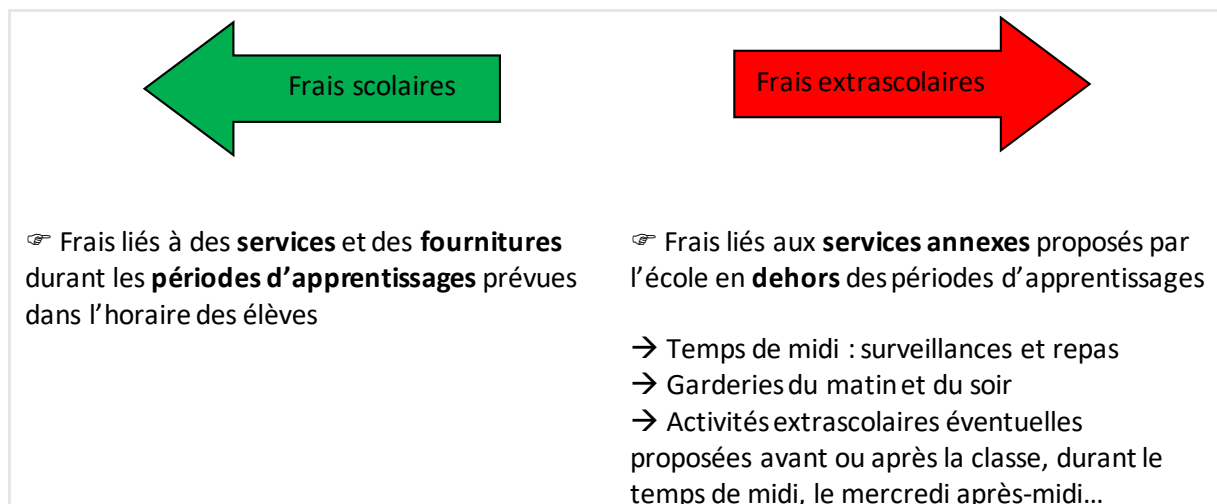 Frais scolaires
Frais extrascolaires
☞ Frais liés à des services et des fournitures
durant les périodes d’apprentissages prévues
dans l’horaire des élèves
☞ Frais liés aux services annexes proposés par
l’école en dehors des périodes d’apprentissages
→ Temps de midi : surveillances et repas
→ Garderies du matin et du soir
→ Activités extrascolaires éventuelles
proposées avant ou après la classe, durant le
temps de midi, le mercredi après-midi…